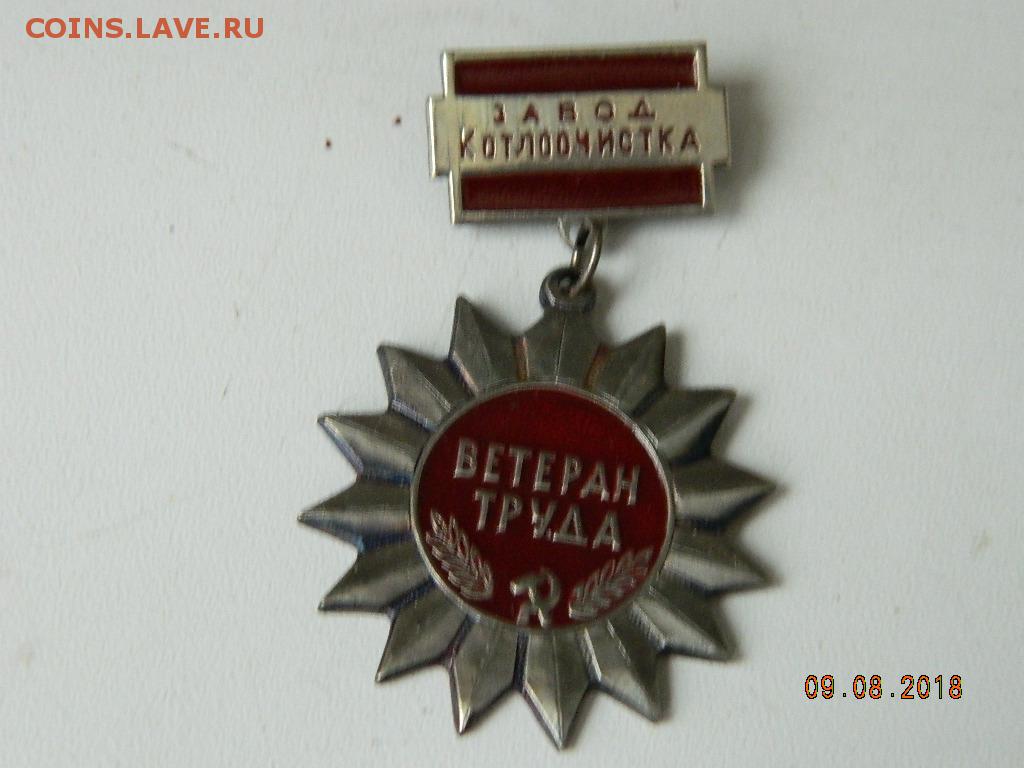 COINS.LAVE.RU
ЗАВОД
КОТЛООЧИСТКА
ВЕТЕРАН
ТРУДА
09.08.2018